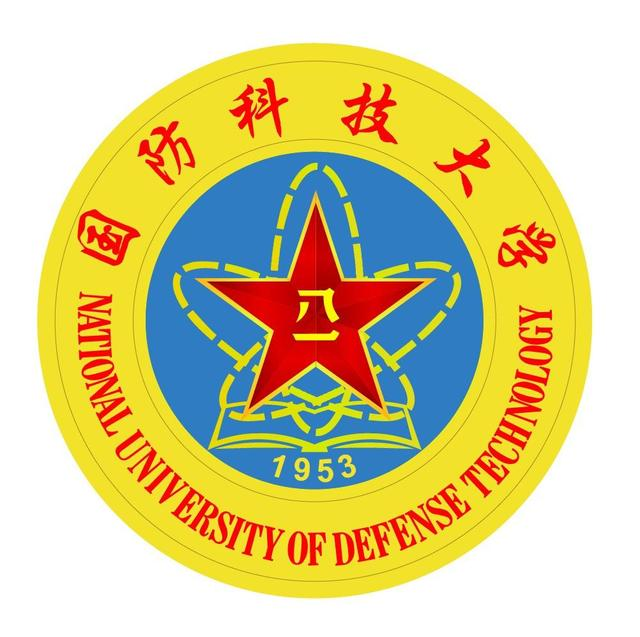 国防科技大学
八一
1953
NATIONAL UNIVERSITY OF DEFENSE TECHNOLOGY